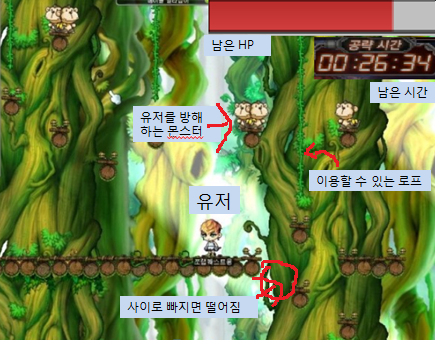 남은 HP
공략 시간
00:26:34
남은 시간
유저를 방해
하는 몬스터
이용할 수 있는 로프
유저
사이로 빠지면 떨어짐